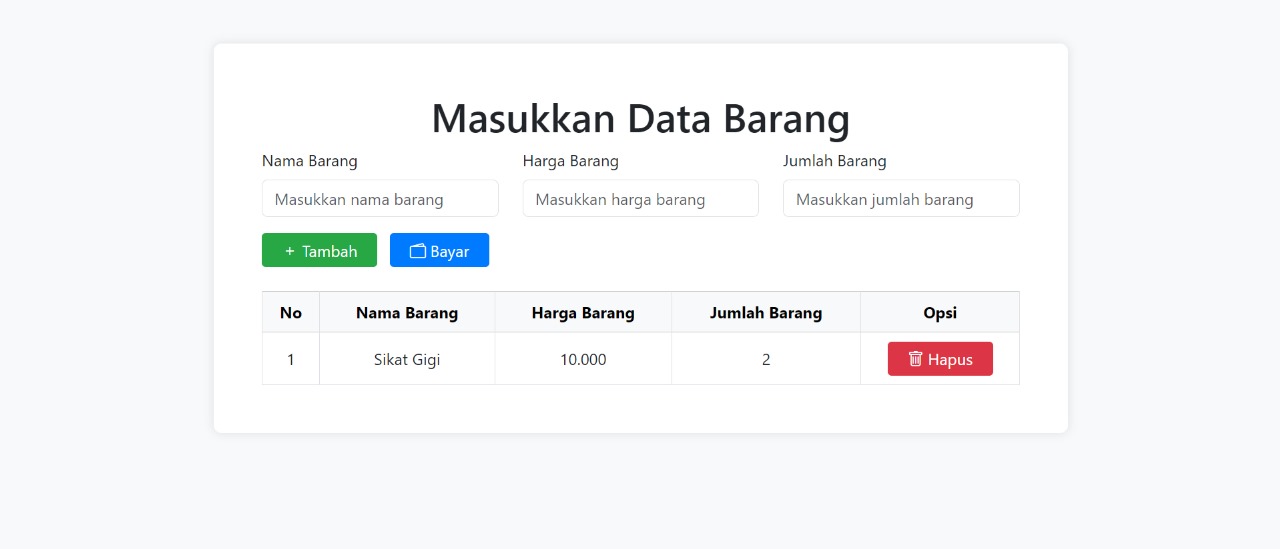 Masukkan Data Barang
Nama Barang Harga Barang Jumlah Barang
Masukkan nama barang Masukkan harga barang Masukkan jumlah barang
+ Tambah Bayar
No Nama Barang Harga Barang Jumlah Barang Opsi
1 Sikat Gigi 10.000 2 Hapus